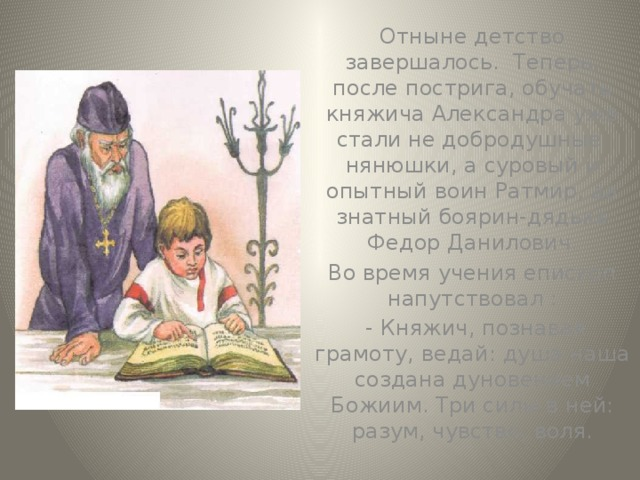 Отныне детство
завершалось. Теперь,
после пострига, обучать
княжича Александра уже
стали не добродушные
нянюшки, а суровый и
опытный воин Ратмир
знатный боярин-дядька
Федор Данилович.
Во время учения епископ
напутствовал :
- Княжич, познавая
грамоту, ведай: душа наша
создана дуновением
Божиим. Три силы в ней:
разум, чувство, воля.